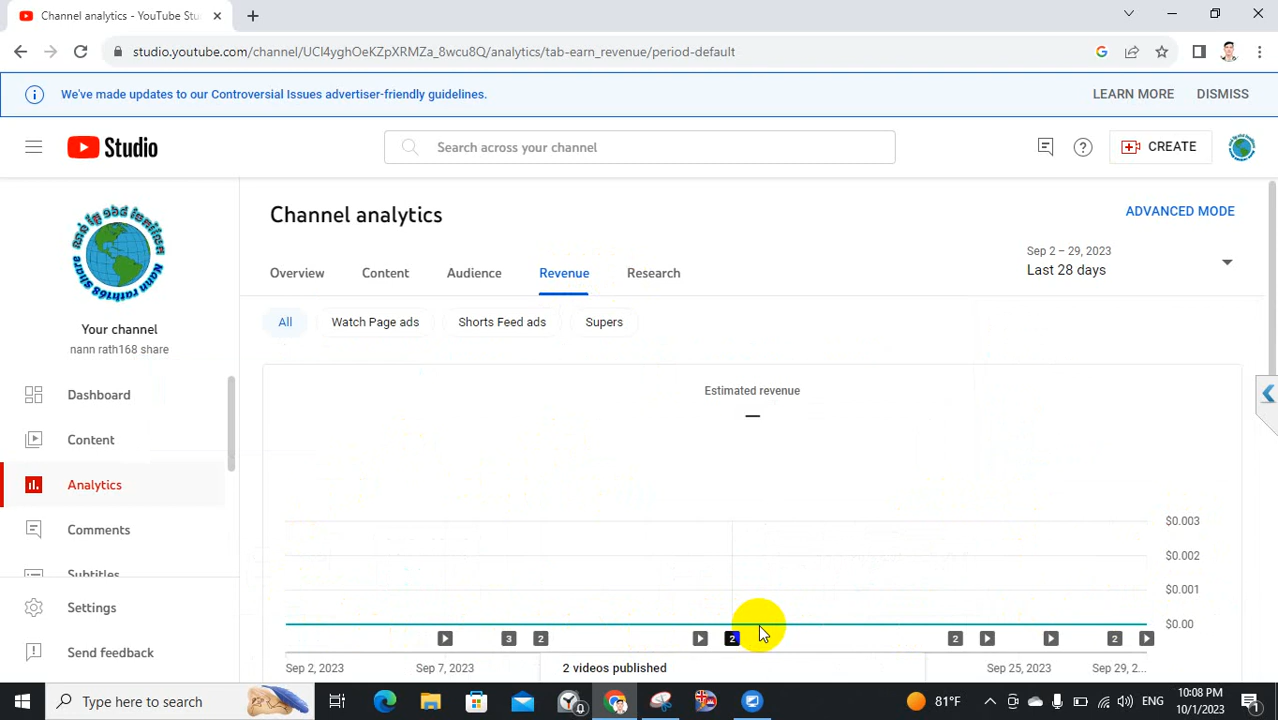 Channel analytics - YouTube Stu
studio.youtube.com/channel/UCl4yghOeKZpXRMZa_8wcu8Q/analytics/tab-earn_revenue/period-default
We've made updates to our Controversial Issues advertiser-friendly guidelines.
LEARN MORE
DISMISS
Studio
Search across your channel
CREATE
Nann rath168 share
Your channel
nann rath168 share
Dashboard
Content
Analytics
Comments
Subtitles
Settings
Send feedback
Channel analytics
ADVANCED MODE
Sep 2 – 29, 2023
Last 28 days
Overview
Content
Audience
Revenue
Research
All
Watch Page ads
Shorts Feed ads
Supers
Estimated revenue
—
$0.003
$0.002
$0.001
$0.00
3
2
2
2
2
Sep 2, 2023
Sep 7, 2023
2 videos published
Sep 25, 2023
Sep 29, 2...
Type here to search
0
81°F
ENG
10:08 PM
10/1/2023
1